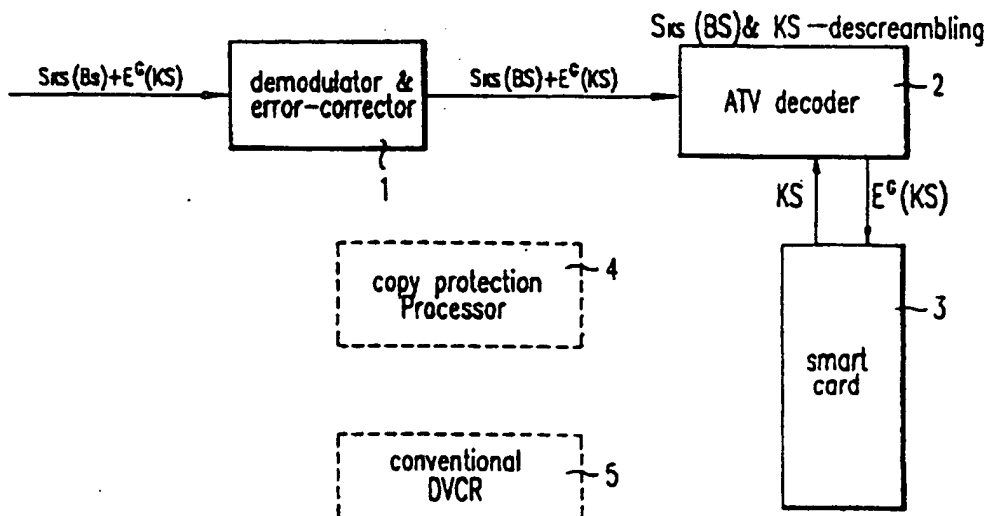 SKS(BS)& KS-descreambling
SKS(BS)+E^G(KS)
demodulator &
error-corrector
1
SKS(BS)+E^G(KS)
ATV decoder
2
KS
E^G(KS)
copy protection
Processor
4
smart
card
3
conventional
DVCR
5